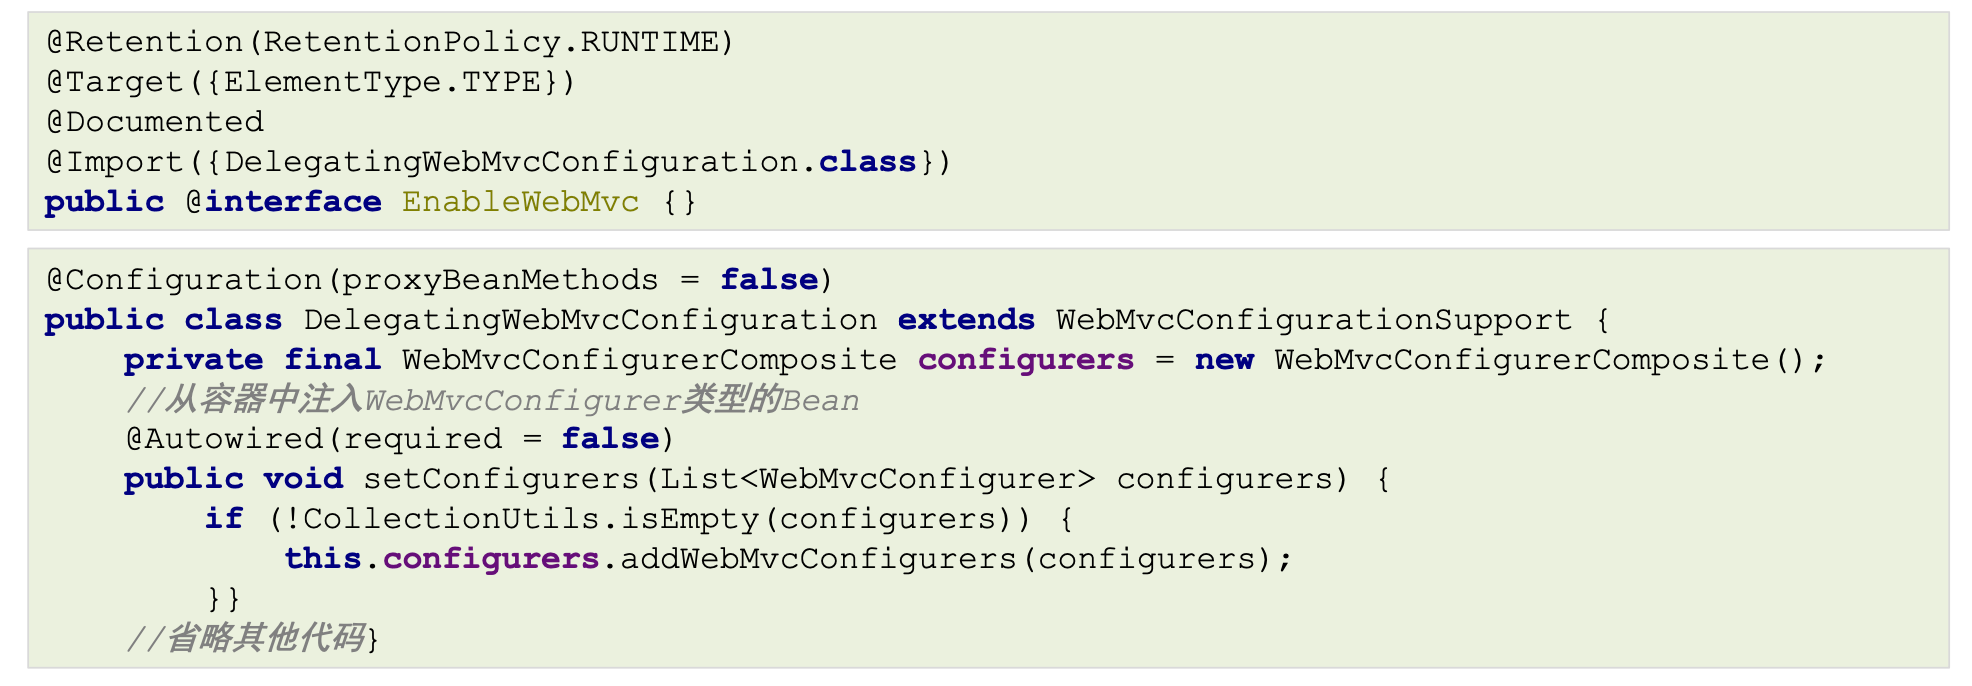 @Retention(RetentionPolicy.RUNTIME)
@Target({ElementType.TYPE})
@Documented
@Import({DelegatingWebMvcConfiguration.class})
public @interface EnableWebMvc {}
@Configuration(proxyBeanMethods = false)
public class DelegatingWebMvcConfiguration extends WebMvcConfigurationSupport {
    private final WebMvcConfigurerComposite configurers = new WebMvcConfigurerComposite();
    //从容器中注入WebMvcConfigurer类型的Bean
    @Autowired(required = false)
    public void setConfigurers(List<WebMvcConfigurer> configurers) {
        if (!CollectionUtils.isEmpty(configurers)) {
            this.configurers.addWebMvcConfigurers(configurers);
        }}
    //省略其他代码}